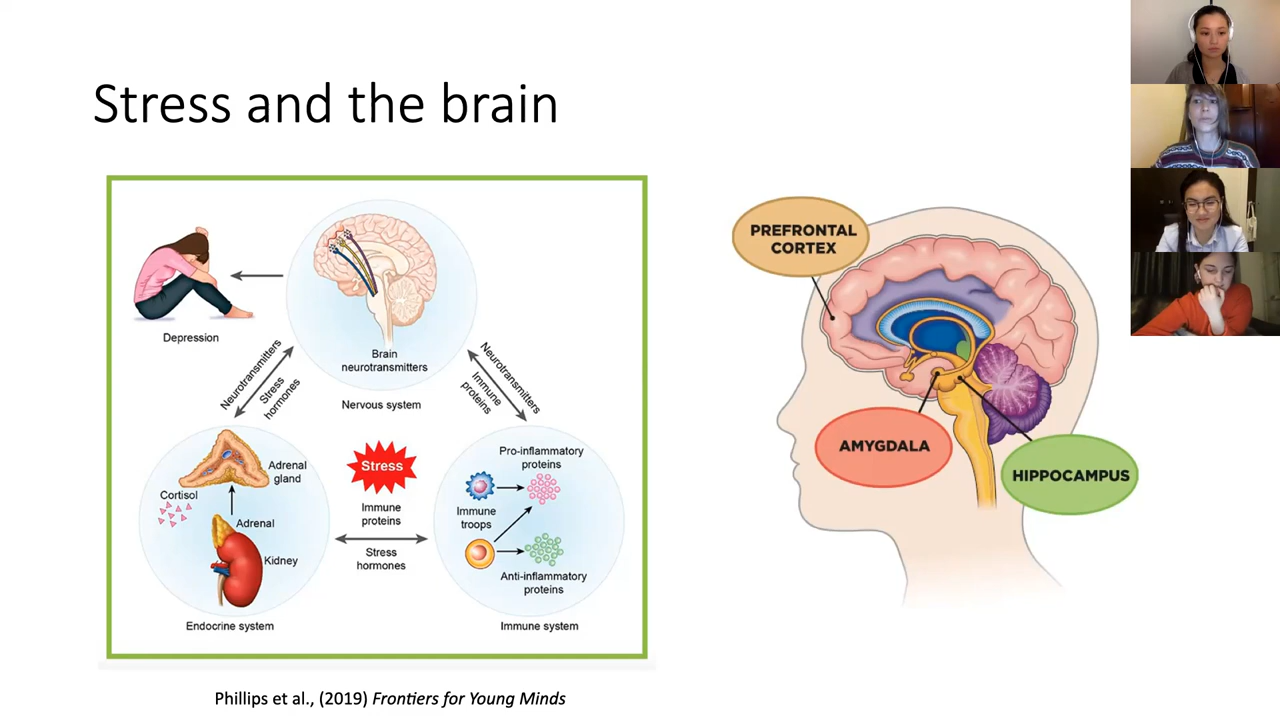 Stress and the brain
Depression
Brain
neurotransmitters
Nervous system
Neurotransmitters
Stress
hormones
Neurotransmitters
Immune
proteins
Adrenal
gland
Cortisol
Adrenal
Kidney
Endocrine system
Stress
Immune
proteins
Stress
hormones
Pro-inflammatory
proteins
Immune
troops
Anti-inflammatory
proteins
Immune system
Phillips et al., (2019) Frontiers for Young Minds
PREFRONTAL
CORTEX
AMYGDALA
HIPPOCAMPUS